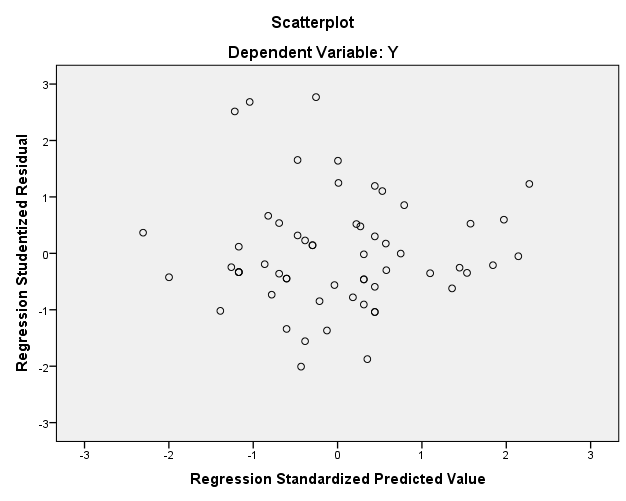 Scatterplot
Dependent Variable: Y
Regression Studentized Residual
3
2
1
0
-1
-2
-3
-3 -2 -1 0 1 2 3
Regression Standardized Predicted Value